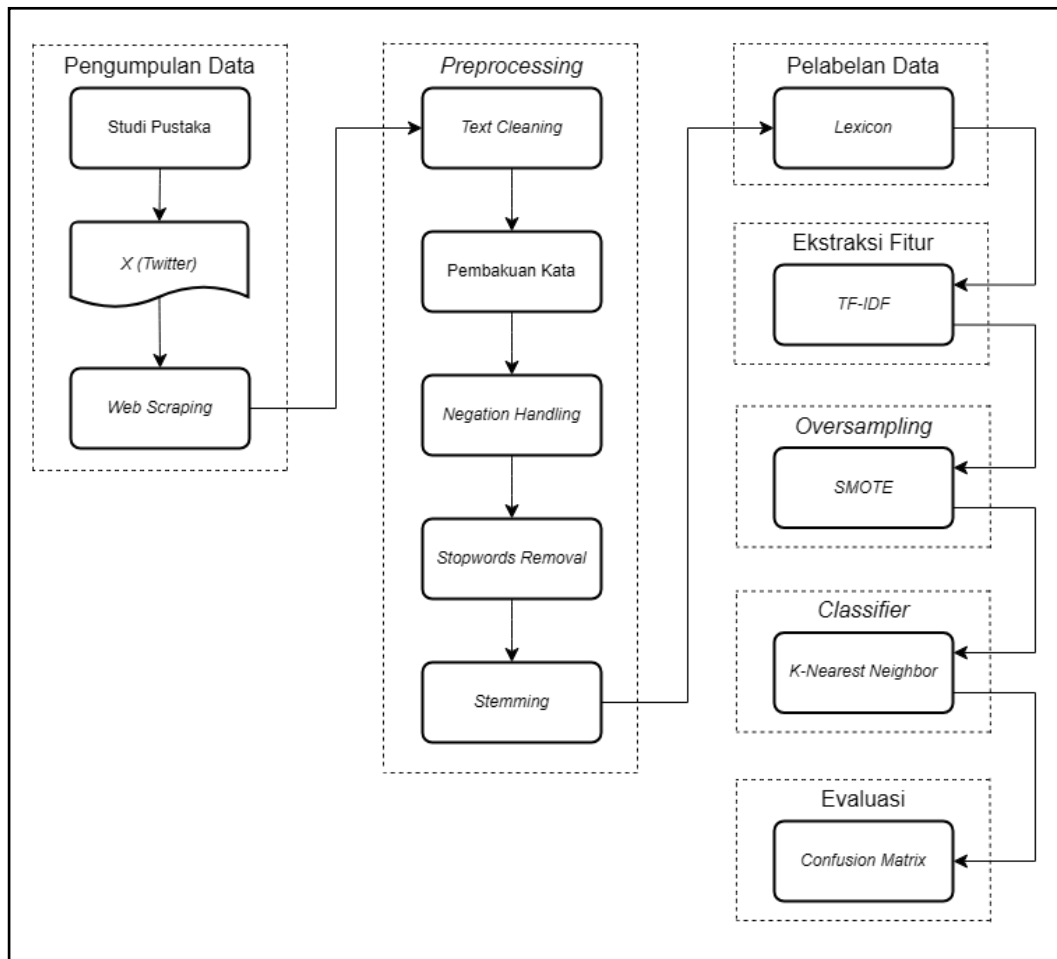 Pengumpulan Data
Studi Pustaka
X (Twitter)
Web Scraping
Preprocessing
Text Cleaning
Pembakuan Kata
Negation Handling
Stopwords Removal
Stemming
Pelabelan Data
Lexicon
Ekstraksi Fitur
TF-IDF
Oversampling
SMOTE
Classifier
K-Nearest Neighbor
Evaluasi
Confusion Matrix